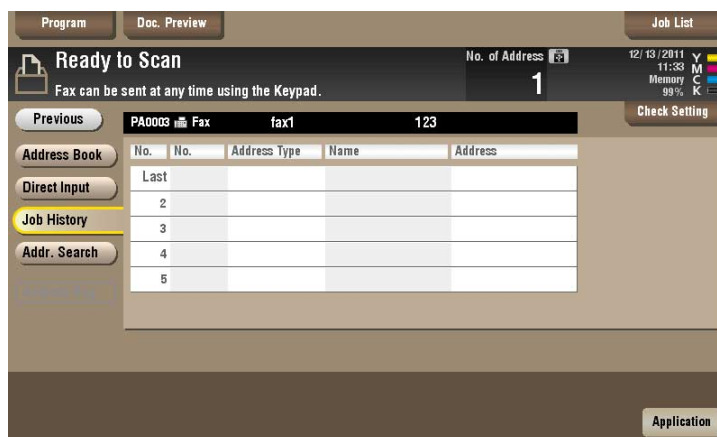 Program Doc. Preview Job List
Ready to Scan
No. of Address
1
Fax can be sent at any time using the Keypad.
12/13/2011
11:33
Memory
99%
Y
M
C
K
Previous
PA0003 Fax fax1 123
Check Setting
Address Book
No. No. Address Type Name Address
Last
Direct Input
2
Job History
3
Addr. Search
4
5
Application